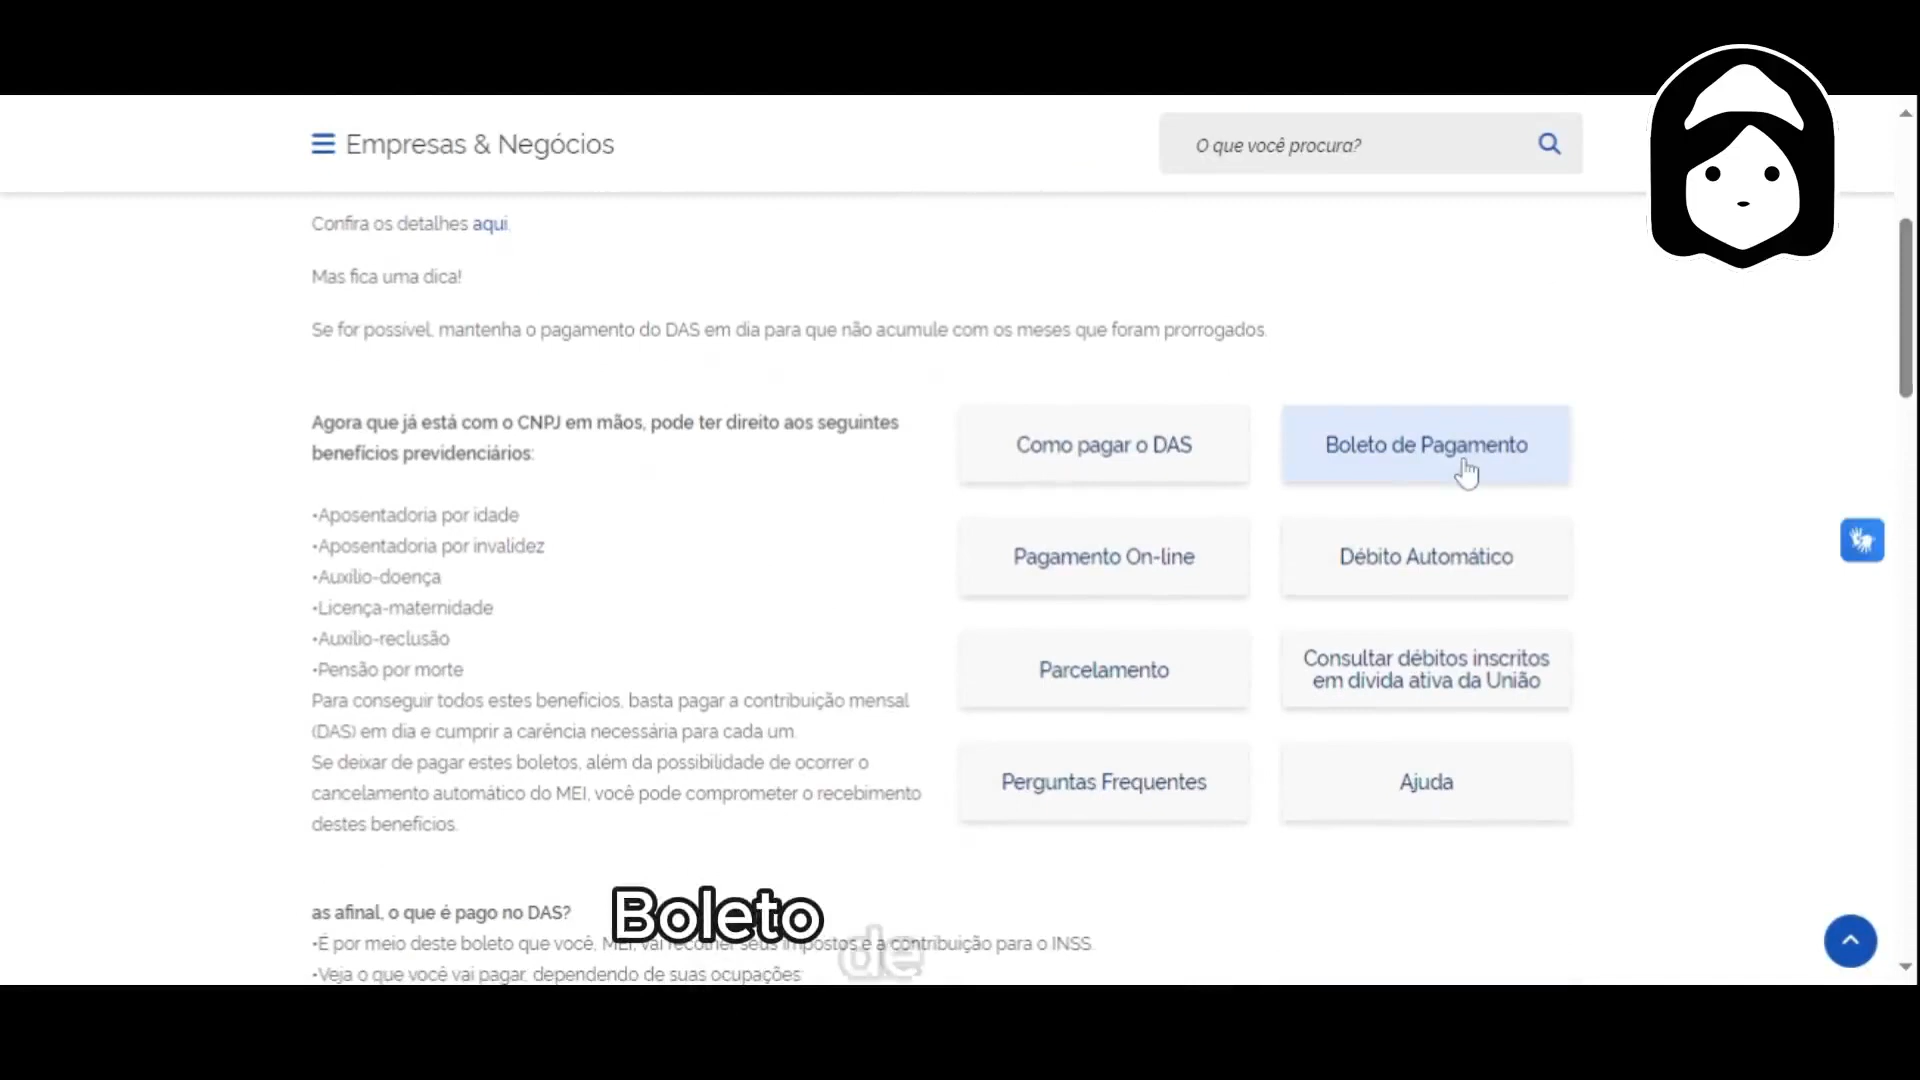 Empresas & Negócios
O que você procura?
Confira os detalhes aqui.
Mas fica uma dica!
Se for possível, mantenha o pagamento do DAS em dia para que não acumule com os meses que foram prorrogados.
Agora que já está com o CNPJ em mãos, pode ter direito aos seguintes
benefícios previdenciários:
•Aposentadoria por idade
•Aposentadoria por invalidez
•Auxílio-doença
•Licença-maternidade
•Auxílio-reclusão
•Pensão por morte
Para conseguir todos estes benefícios, basta pagar a contribuição mensal
(DAS) em dia e cumprir a carência necessária para cada um.
Se deixar de pagar estes boletos, além da possibilidade de ocorrer o
cancelamento automático do MEI, você pode comprometer o recebimento
destes benefícios.
Como pagar o DAS
Boleto de Pagamento
Pagamento On-line
Débito Automático
Parcelamento
Consultar débitos inscritos
em dívida ativa da União
Perguntas Frequentes
Ajuda
as afinal, o que é pago no DAS?
•É por meio deste boleto que você, MEI, vai recolher seus impostos e a contribuição para o INSS.
•Veja o que você vai pagar, dependendo de suas ocupações:
Boleto
de